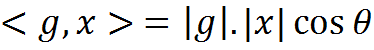 < g, x > = |g|.|x| cos θ